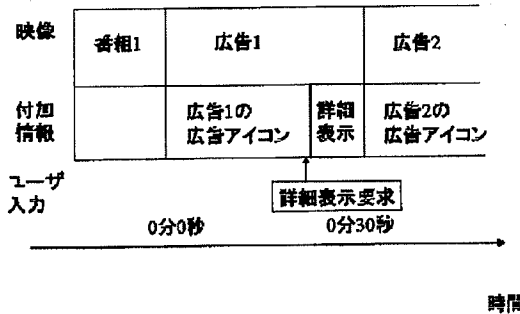 映像
番組1
広告1
広告2
付加
情報
広告1の
広告アイコン
詳細
表示
広告2の
広告アイコン
ユーザ
入力
詳細表示要求
0分0秒
0分30秒
時間